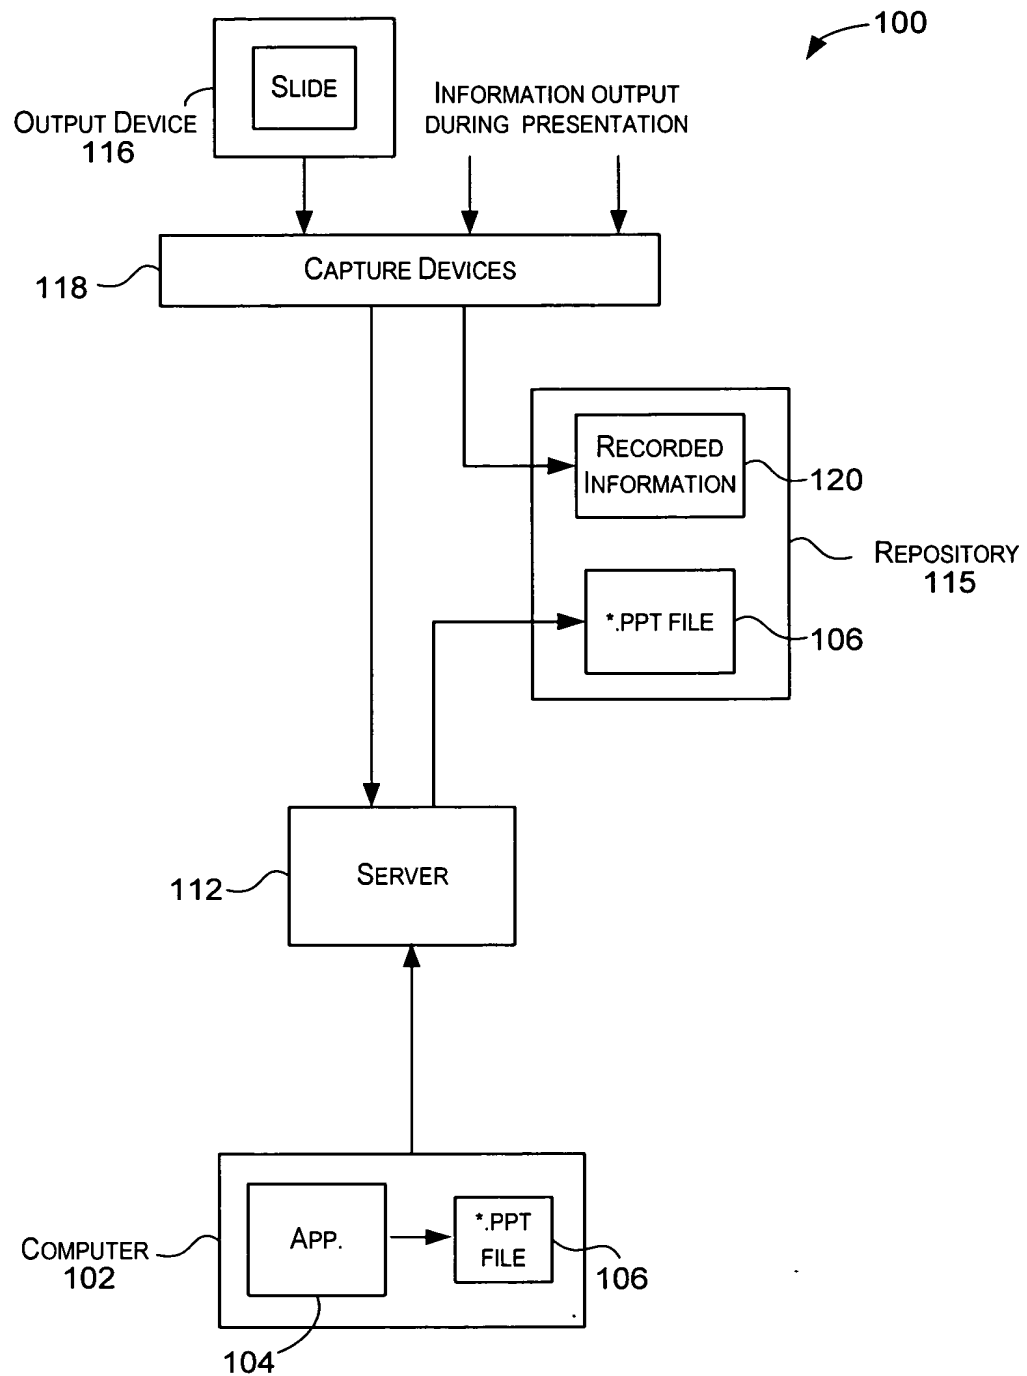 100
SLIDE
OUTPUT DEVICE
116
INFORMATION OUTPUT
DURING PRESENTATION
CAPTURE DEVICES
118
RECORDED
INFORMATION
120
REPOSITORY
115
*.PPT FILE
106
SERVER
112
APP.
*.PPT
FILE
COMPUTER
102
106
104